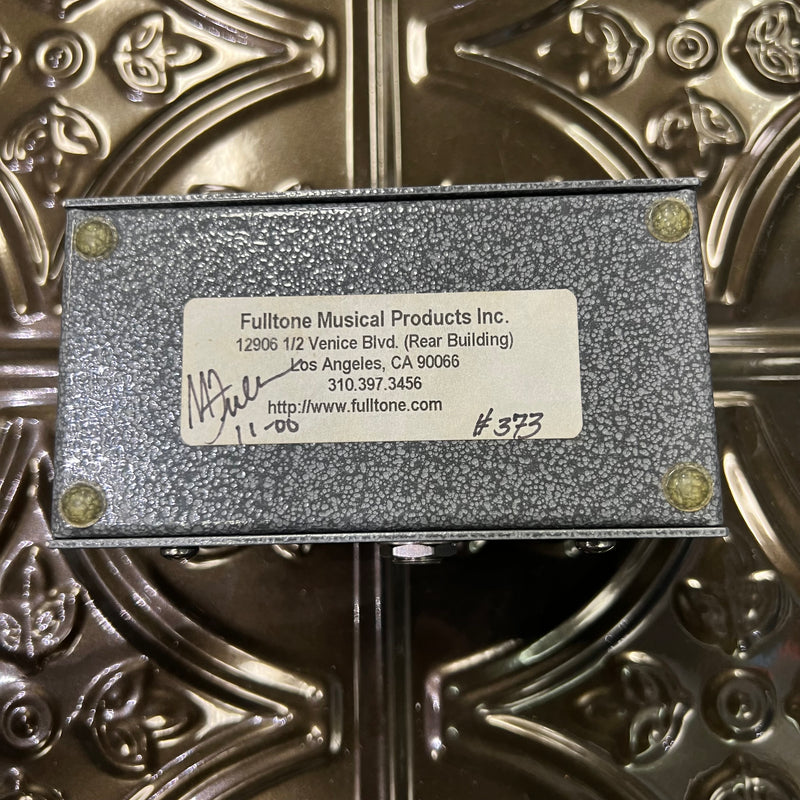 Fulltone Musical Products Inc.
12906 1/2 Venice Blvd. (Rear Building)
Los Angeles, CA 90066
310.397.3456
http://www.fulltone.com
11-00
#373